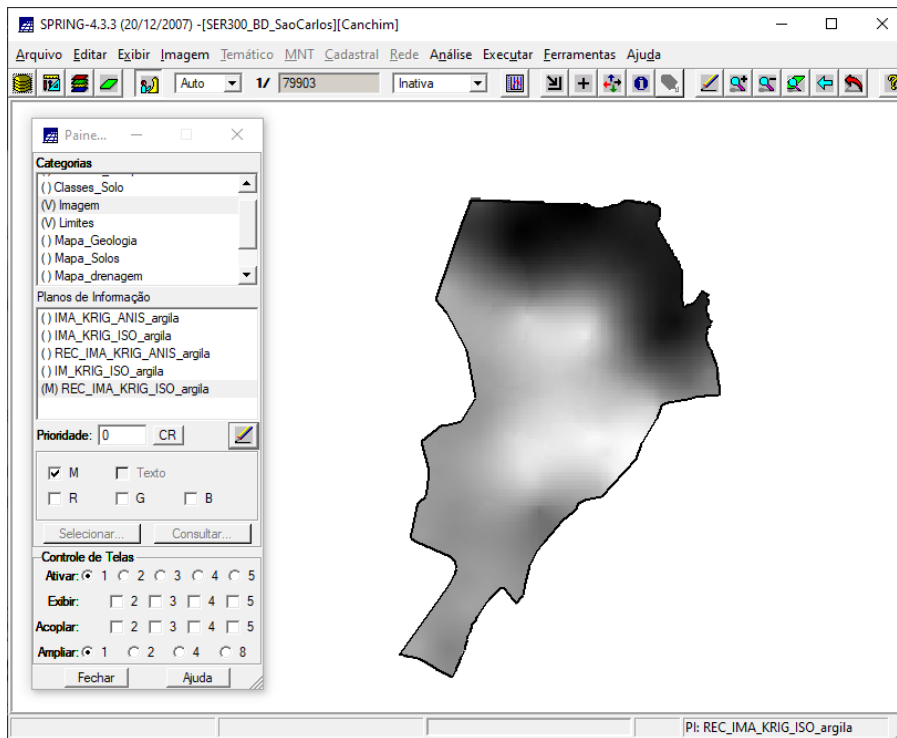 SPRING-4.3.3 (20/12/2007) -[SER300_BD_SaoCarlos][Canchim]
Arquivo Editar Exibir Imagem Temático MNT Cadastral Rede Análise Executar Ferramentas Ajuda
Auto 1/ 79903 Inativa
Paine...
Categorias
( ) Classes_Solo
(V) Imagem
(V) Limites
( ) Mapa_Geologia
( ) Mapa_Solos
( ) Mapa_drenagem
Planos de Informação
( ) IMA_KRIG_ANIS_argila
( ) IMA_KRIG_ISO_argila
( ) REC_IMA_KRIG_ANIS_argila
( ) IM_KRIG_ISO_argila
(M) REC_IMA_KRIG_ISO_argila
Prioridade: 0 CR
M Texto
R G B
Selecionar... Consultar...
Controle de Telas
Ativar: 1 2 3 4 5
Exibir: 2 3 4 5
Acoplar: 2 3 4 5
Ampliar: 1 2 4 8
Fechar Ajuda
PI: REC_IMA_KRIG_ISO_argila